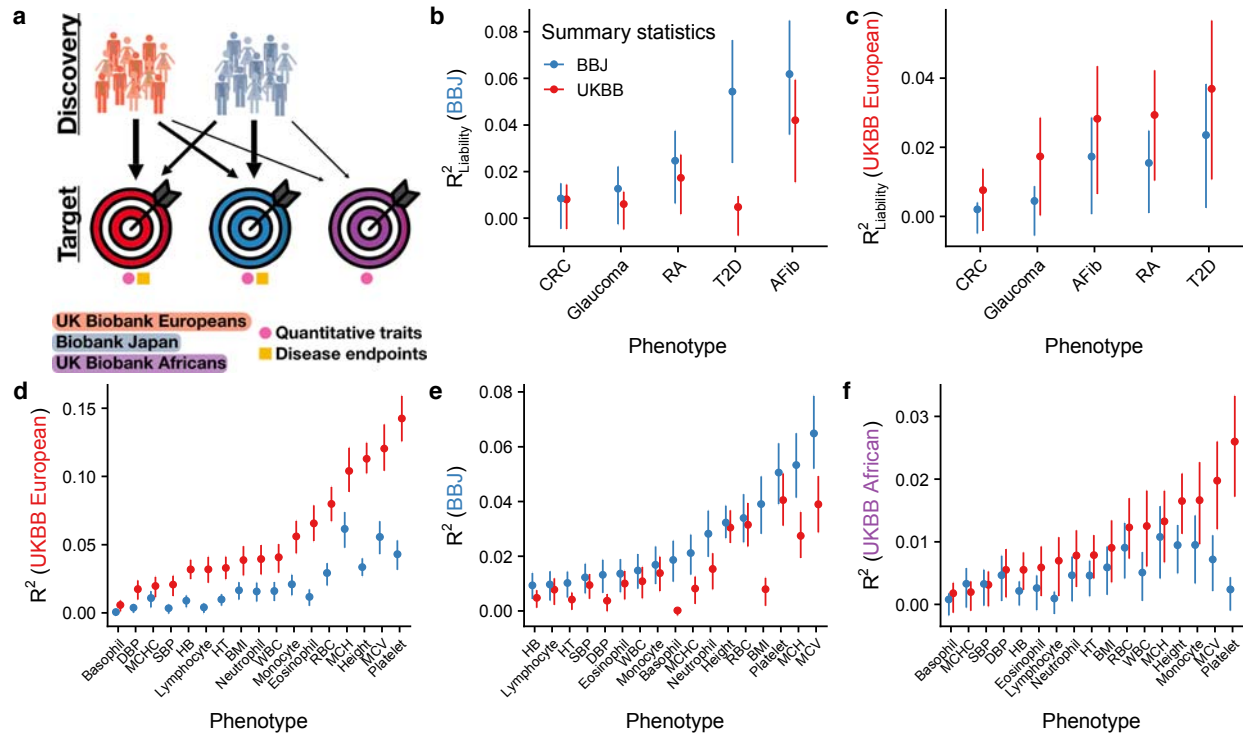 a
Discovery
Target
UK Biobank Europeans
Biobank Japan
UK Biobank Africans
Quantitative traits
Disease endpoints
b
R²Liability (BBJ)
0.08
0.06
0.04
0.02
0.00
Summary statistics
BBJ
UKBB
CRC
Glaucoma
RA
T2D
AFib
Phenotype
c
R²Liability (UKBB European)
0.04
0.02
0.00
CRC
Glaucoma
AFib
RA
T2D
Phenotype
d
R² (UKBB European)
0.15
0.10
0.05
0.00
Basophil
DBP
MCHC
SBP
HB
Lymphocyte
HT
BMI
Neutrophil
WBC
Monocyte
Eosinophil
RBC
MCH
Height
MCV
Platelet
Phenotype
e
R² (BBJ)
0.08
0.06
0.04
0.02
0.00
HB
Lymphocyte
HT
SBP
DBP
Eosinophil
WBC
Monocyte
Basophil
MCHC
Neutrophil
Height
RBC
BMI
Platelet
MCH
MCV
Phenotype
f
R² (UKBB African)
0.03
0.02
0.01
0.00
Basophil
MCHC
SBP
DBP
HB
Eosinophil
Lymphocyte
Neutrophil
HT
BMI
RBC
WBC
MCH
Height
Monocyte
MCV
Platelet
Phenotype